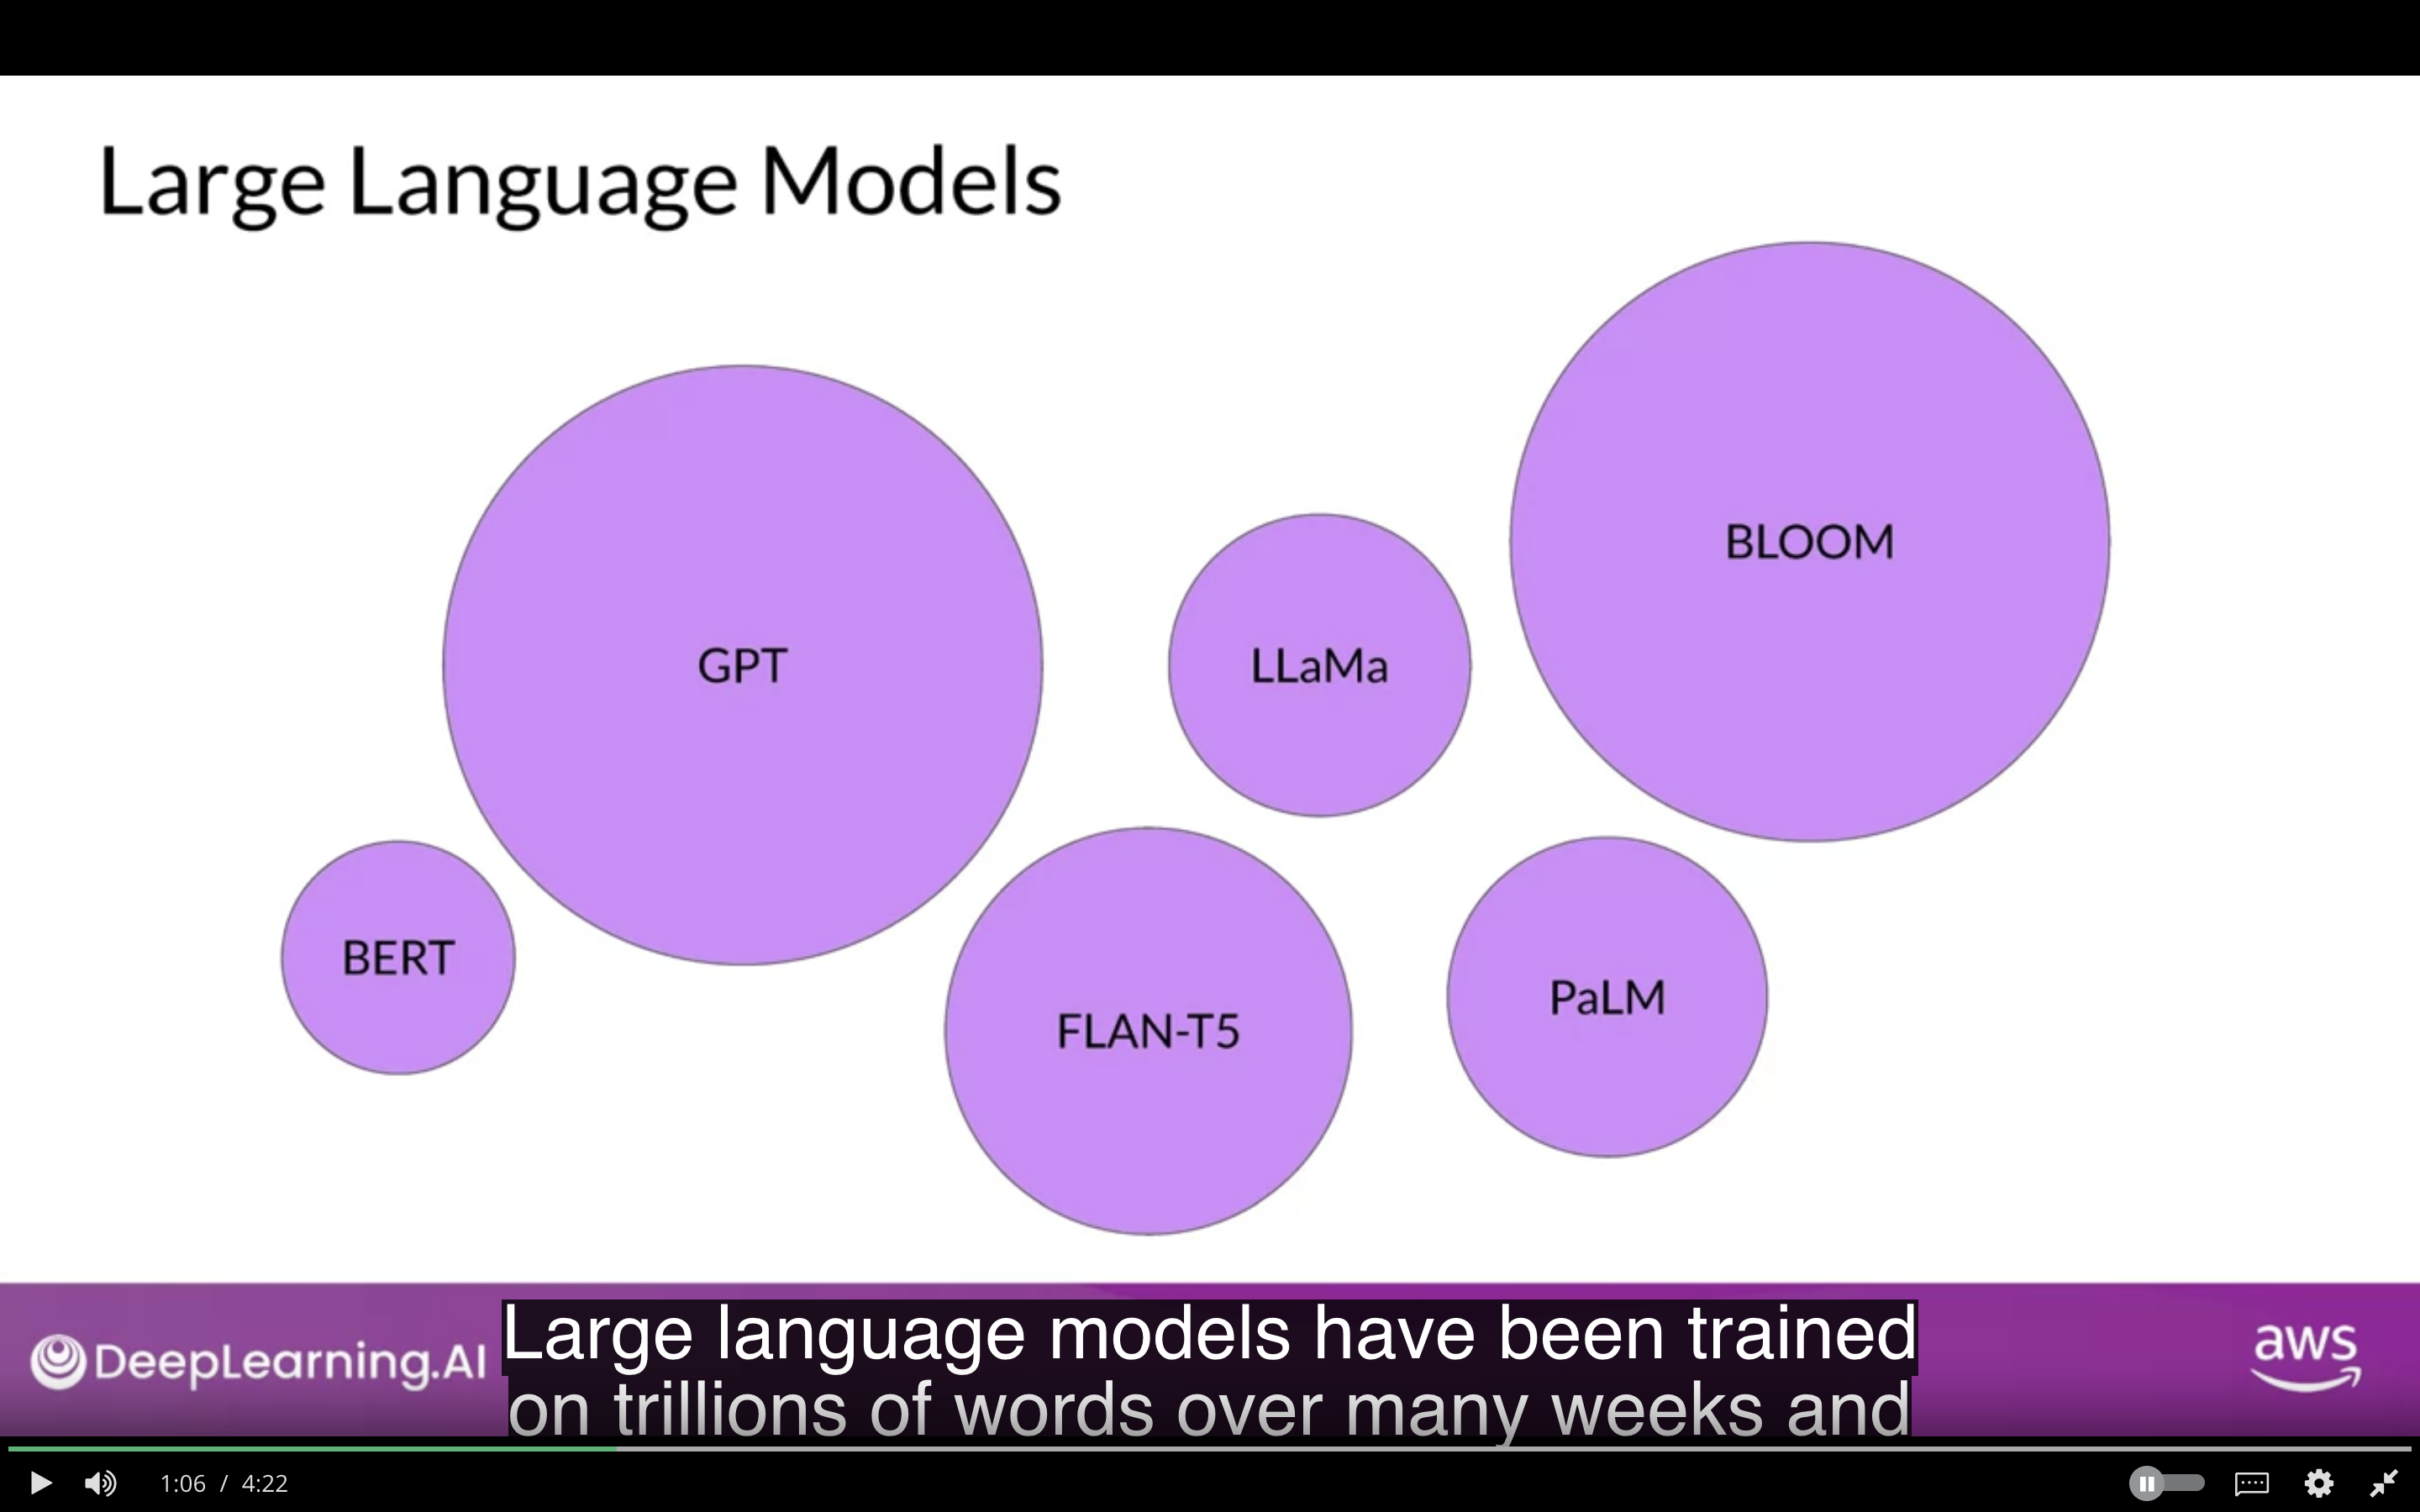 Large Language Models
BLOOM
GPT
LLaMa
BERT
PaLM
FLAN-T5
DeepLearning.AI
Large language models have been trained
on trillions of words over many weeks and
aws
1:06 / 4:22